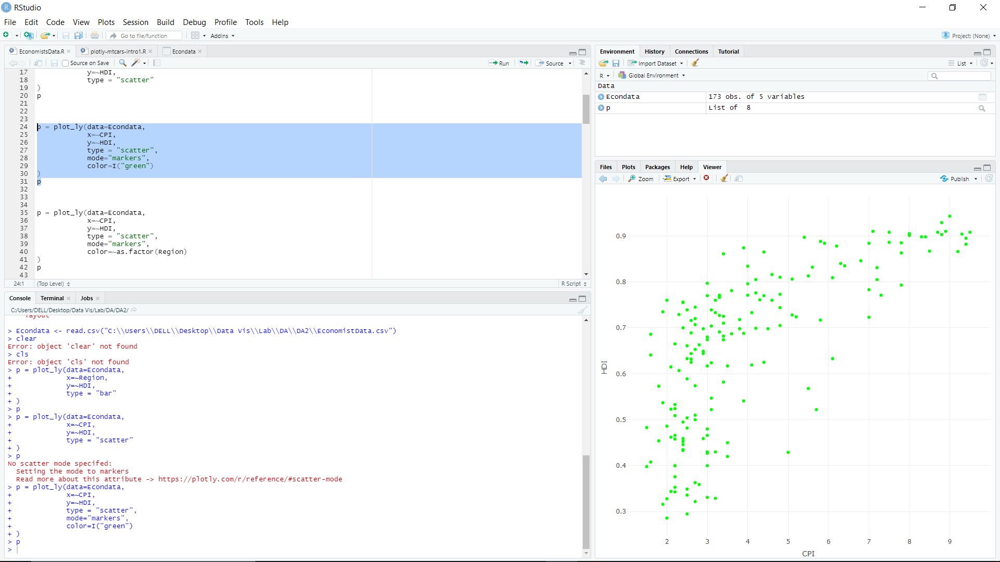 RStudio
File Edit Code View Plots Session Build Debug Profile Tools Help
Go to file/function Addins Project: (None)
EconomistsData.R plotly-mtcars-intro1.R Econdata
Source on Save Run Source
17 y=~HDI,
18 type = "scatter"
19 )
20 p
21
22
23
24 p = plot_ly(data=Econdata,
25 x=~CPI,
26 y=~HDI,
27 type = "scatter",
28 mode="markers",
29 color=I("green")
30 )
31 p
32
33
34
35 p = plot_ly(data=Econdata,
36 x=~CPI,
37 y=~HDI,
38 type = "scatter",
39 mode="markers",
40 color=~as.factor(Region)
41 )
42 p
43
24:1 (Top Level) R Script
Console Terminal Jobs
C:/Users/DELL/Desktop/Data Vis/Lab/DA/DA2/
layout
> Econdata <- read.csv("C:\\Users\\DELL\\Desktop\\Data Vis\\Lab\\DA\\DA2\\EconomistData.csv")
> clear
Error: object 'clear' not found
> cls
Error: object 'cls' not found
> p = plot_ly(data=Econdata,
+ x=~Region,
+ y=~HDI,
+ type = "bar"
+ )
> p
> p = plot_ly(data=Econdata,
+ x=~CPI,
+ y=~HDI,
+ type = "scatter"
+ )
> p
No scatter mode specifed:
Setting the mode to markers
Read more about this attribute -> https://plotly.com/r/reference/#scatter-mode
> p = plot_ly(data=Econdata,
+ x=~CPI,
+ y=~HDI,
+ type = "scatter",
+ mode="markers",
+ color=I("green")
+ )
> p
>
Environment History Connections Tutorial
Import Dataset List
R Global Environment
Data
Econdata 173 obs. of 5 variables
p List of 8
Files Plots Packages Help Viewer
Zoom Export Publish
0.9
0.8
0.7
HDI
0.6
0.5
0.4
0.3
2 3 4 5 6 7 8 9
CPI